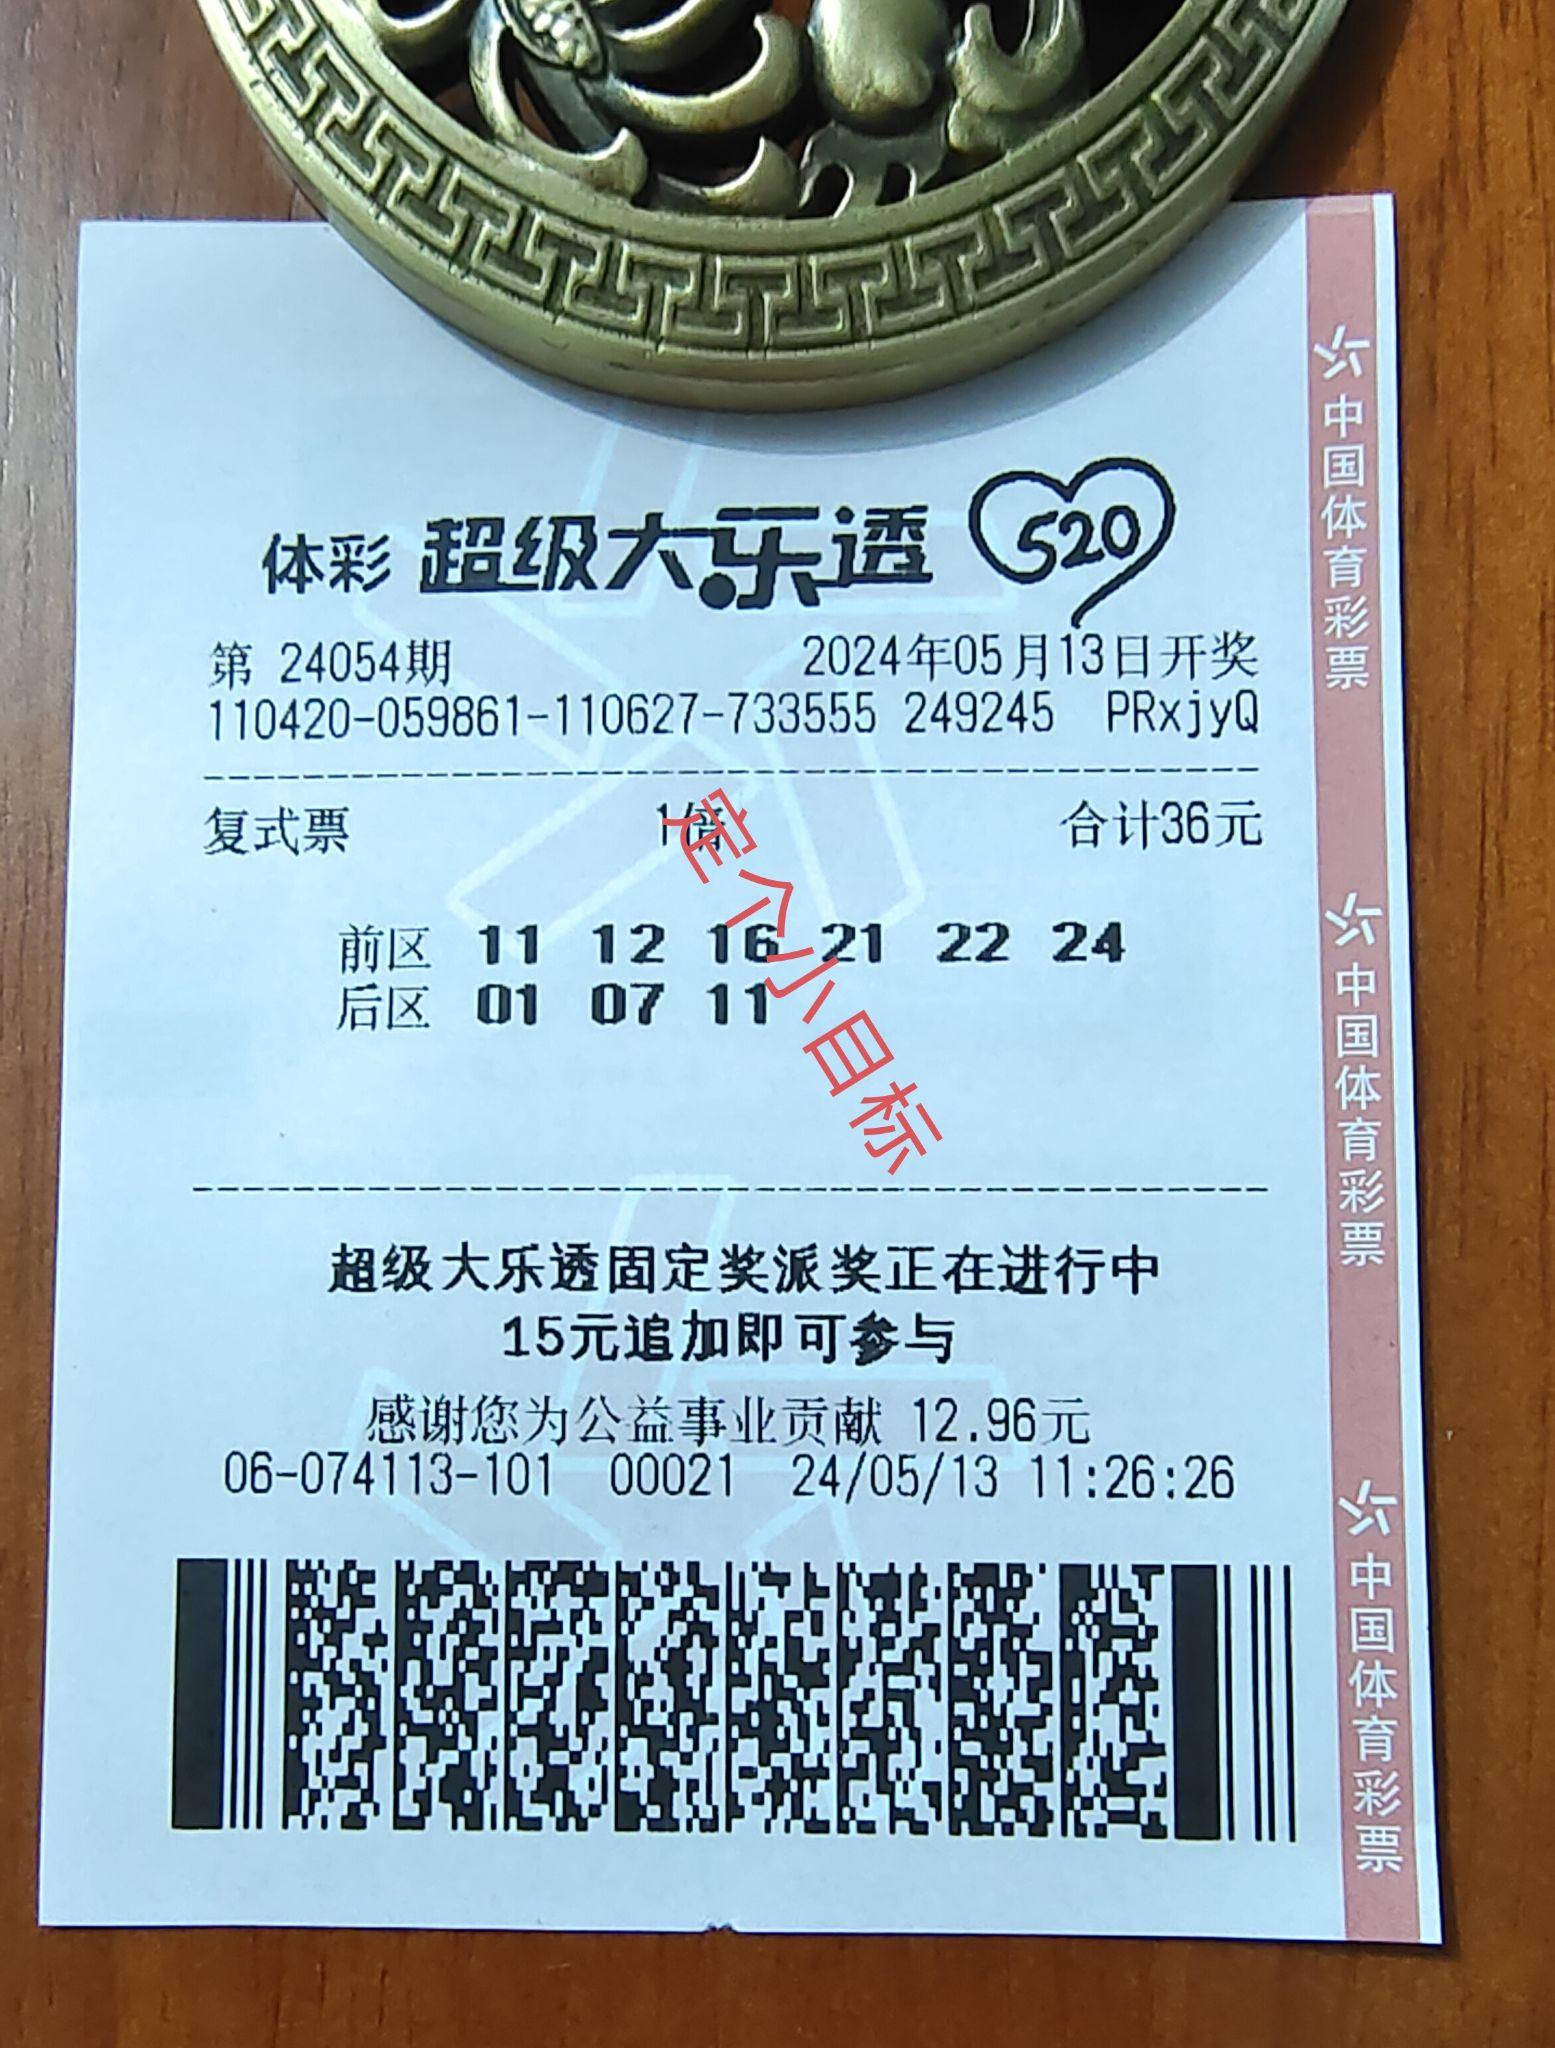 体彩 超级大乐透 520
第 24054期 2024年05月13日开奖
110420-059861-110627-733555 249245 PRxjyQ
复式票 1倍 合计36元
前区 11 12 16 21 22 24
后区 01 07 11
定个小目标
超级大乐透固定奖派奖正在进行中
15元追加即可参与
感谢您为公益事业贡献 12.96元
06-074113-101 00021 24/05/13 11:26:26
中国体育彩票
中国体育彩票
中国体育彩票